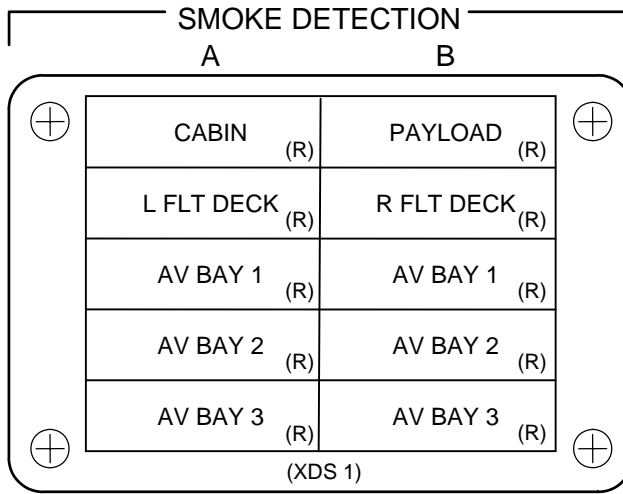 SMOKE DETECTION
A B
CABIN (R) PAYLOAD (R)
L FLT DECK (R) R FLT DECK (R)
AV BAY 1 (R) AV BAY 1 (R)
AV BAY 2 (R) AV BAY 2 (R)
AV BAY 3 (R) AV BAY 3 (R)
(XDS 1)